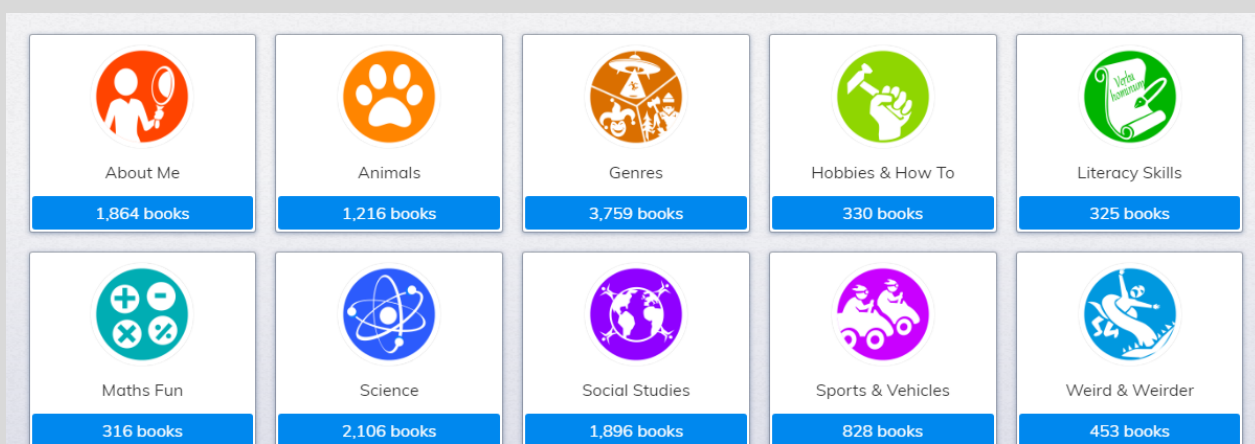 About Me
1,864 books
Animals
1,216 books
Genres
3,759 books
Hobbies & How To
330 books
Verba
hominum
Literacy Skills
325 books
Maths Fun
316 books
Science
2,106 books
Social Studies
1,896 books
Sports & Vehicles
828 books
Weird & Weirder
453 books